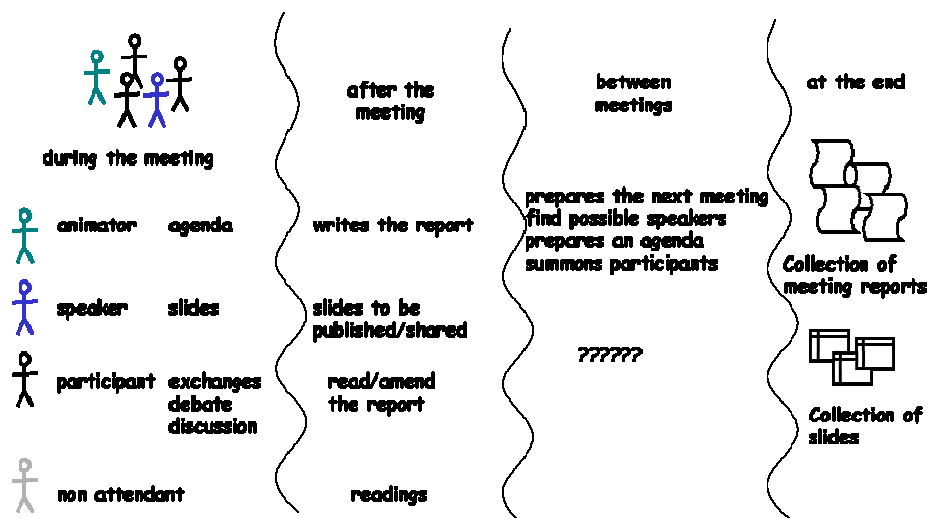 during the meeting
after the
meeting
between
meetings
at the end
animator agenda
writes the report
prepares the next meeting
find possible speakers
prepares an agenda
summons participants
Collection of
meeting reports
speaker slides
slides to be
published/shared
??????
participant exchanges
debate
discussion
read/amend
the report
Collection of
slides
non attendant
readings